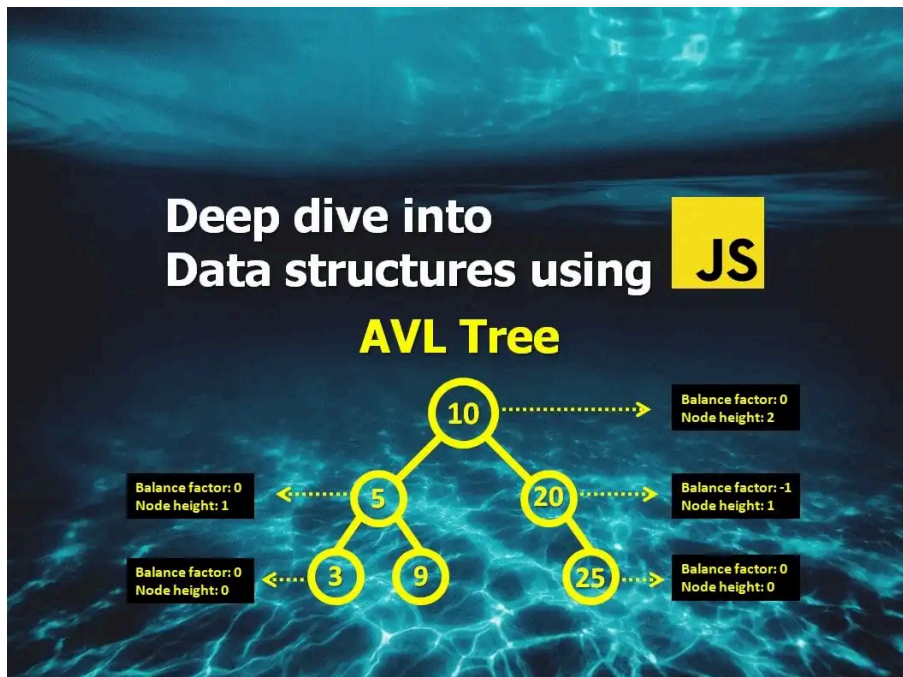 Deep dive into
Data structures using
JS
AVL Tree
10
Balance factor: 0
Node height: 2
Balance factor: 0
Node height: 1
5
20
Balance factor: -1
Node height: 1
Balance factor: 0
Node height: 0
3
9
25
Balance factor: 0
Node height: 0